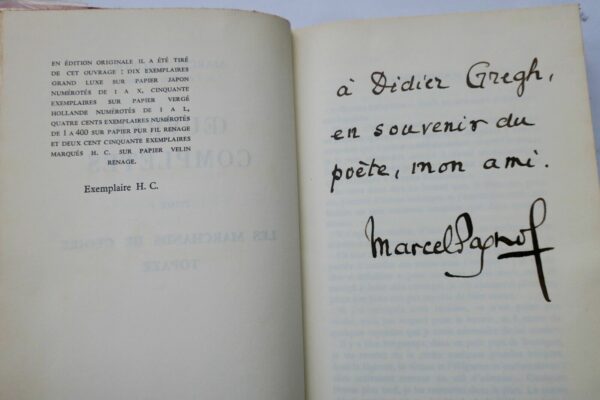 EN ÉDITION ORIGINALE IL A ÉTÉ TIRÉ
DE CET OUVRAGE : DIX EXEMPLAIRES
GRAND LUXE SUR PAPIER JAPON
NUMÉROTÉS DE I A X, CINQUANTE
EXEMPLAIRES SUR PAPIER VERGÉ
HOLLANDE NUMÉROTÉS DE I A L,
QUATRE CENTS EXEMPLAIRES NUMÉROTÉS
DE 1 A 400 SUR PAPIER PUR FIL RENAGE
ET DEUX CENT CINQUANTE EXEMPLAIRES
MARQUÉS H. C. SUR PAPIER VELIN
RENAGE.
Exemplaire H. C.
à Didier Gregh,
en souvenir du
poète, mon ami.
Marcel Pagnol